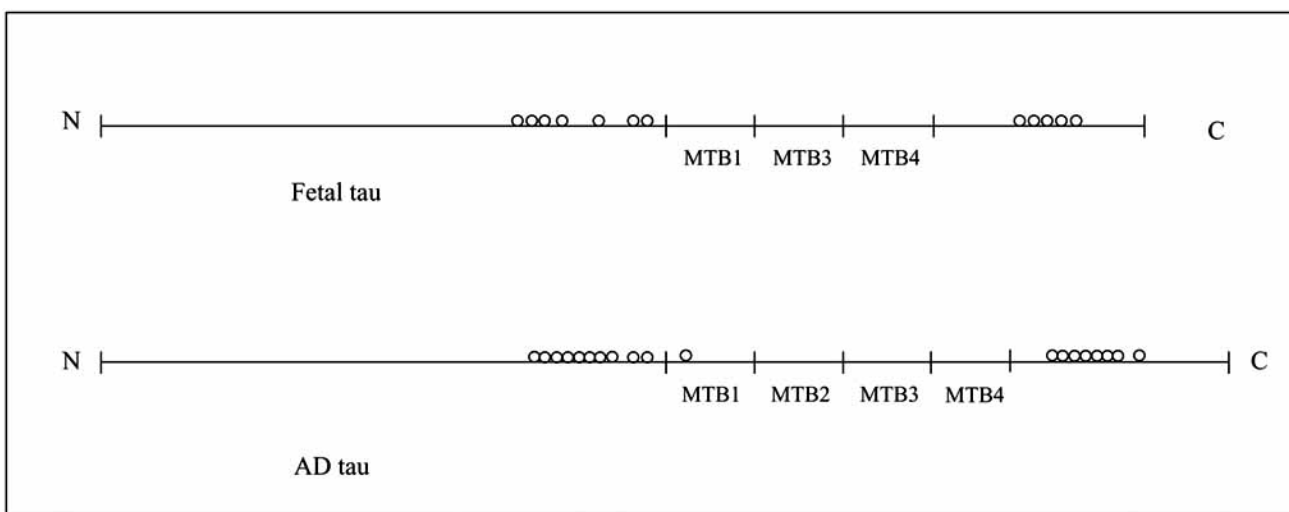 N C
MTB1 MTB3 MTB4
Fetal tau
N C
MTB1 MTB2 MTB3 MTB4
AD tau